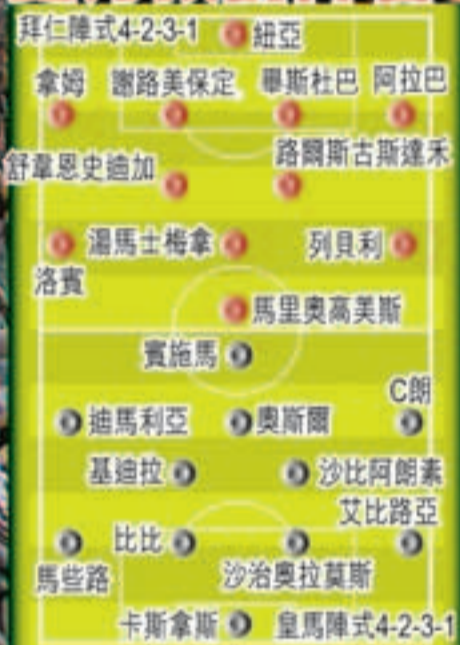 拜仁陣式4-2-3-1
紐亞
拿姆 謝路美保定 畢斯杜巴 阿拉巴
舒韋恩史迪加 路爾斯古斯達禾
湯馬士梅拿 列貝利
洛賓
馬里奧高美斯
賓施馬
C朗
迪馬利亞 奧斯爾
基迪拉 沙比阿朗素
艾比路亞
比比
馬些路 沙治奧拉莫斯
卡斯拿斯 皇馬陣式4-2-3-1